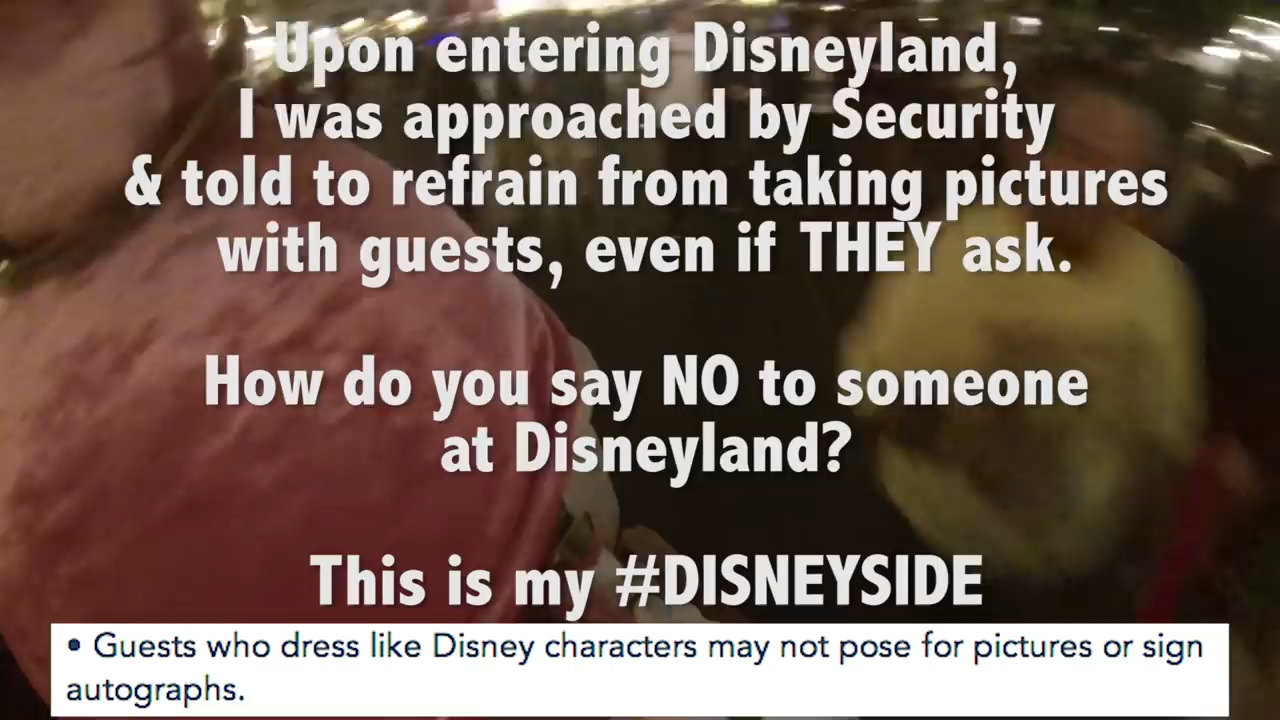 Upon entering Disneyland,
I was approached by Security
& told to refrain from taking pictures
with guests, even if THEY ask.
How do you say NO to someone
at Disneyland?
This is my #DISNEYSIDE
• Guests who dress like Disney characters may not pose for pictures or sign
autographs.